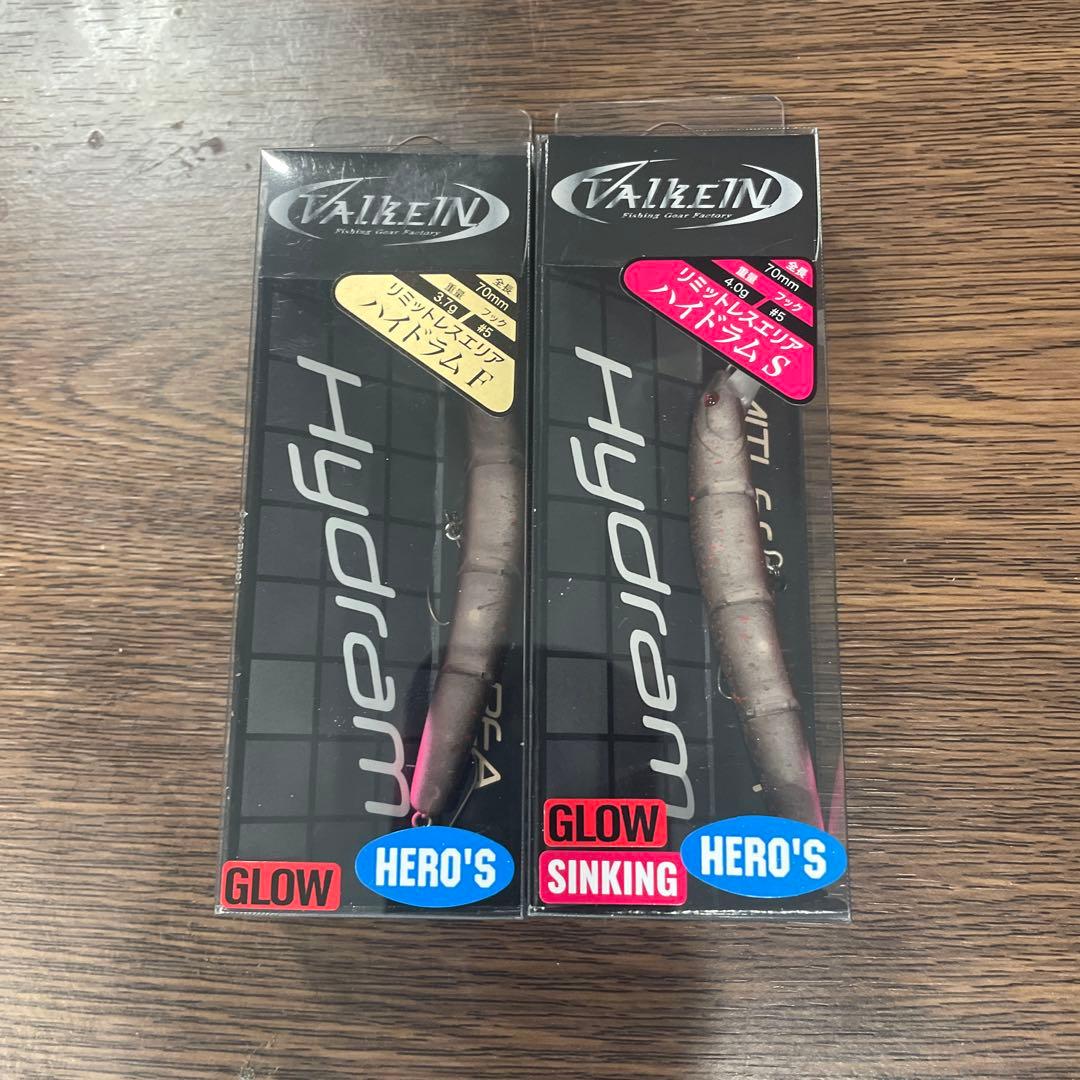 ValkeIN
Fishing Gear Factory
全長
70mm
重量
3.7g
フック
#5
リミットレスエリア
ハイドラム F
Hydram
AREA
GLOW
HERO'S
ValkeIN
Fishing Gear Factory
全長
70mm
重量
4.0g
フック
#5
リミットレスエリア
ハイドラム S
Hydram
GLOW
SINKING
HERO'S